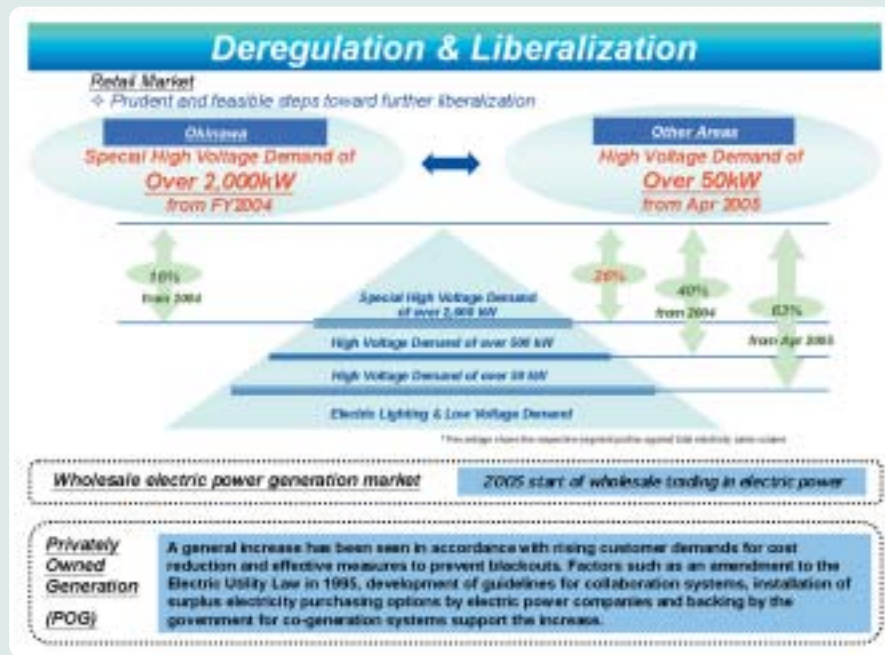 Deregulation & Liberalization
Retail Market
✧ Prudent and feasible steps toward further liberalization
Okinawa
Special High Voltage Demand of
Over 2,000kW
from FY2004
Other Areas
High Voltage Demand of
Over 50kW
from Apr 2005
from 2004
26%
40%
from 2004
from Apr 2005
Special High Voltage Demand
of over 2,000 kW
High Voltage Demand of over 500 kW
High Voltage Demand of over 50 kW
Electric Lighting & Low Voltage Demand
Wholesale electric power generation market
2005 start of wholesale trading in electric power
Privately
Owned
Generation
(POG)
A general increase has been seen in accordance with rising customer demands for cost
reduction and effective measures to prevent blackouts. Factors such as an amendment to the
Electric Utility Law in 1995, development of guidelines for collaboration systems, installation of
surplus electricity purchasing options by electric power companies and backing by the
government for co-generation systems support the increase.